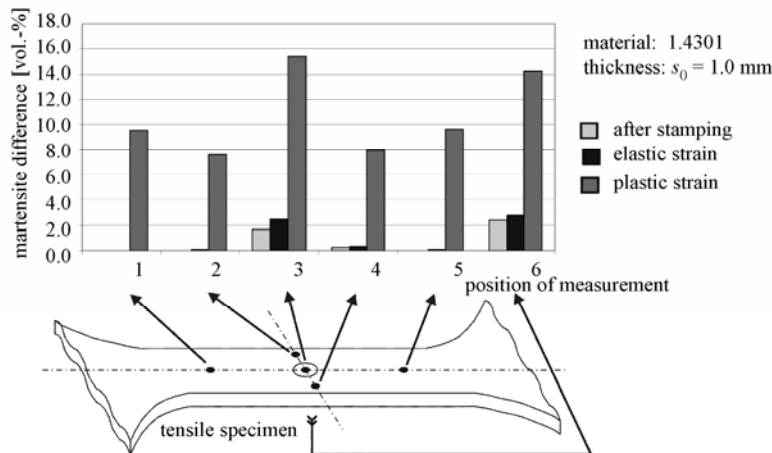 martensite difference [vol.-%]
18.0
16.0
14.0
12.0
10.0
8.0
6.0
4.0
2.0
0.0
1 2 3 4 5 6
position of measurement
material: 1.4301
thickness: s₀ = 1.0 mm
after stamping
elastic strain
plastic strain
tensile specimen